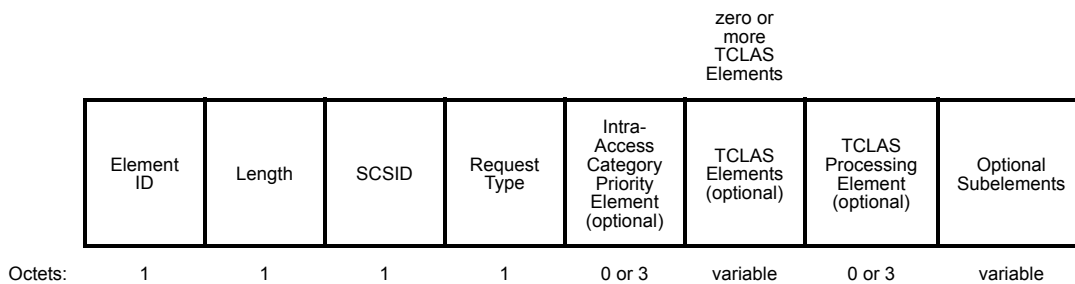 zero or
more
TCLAS
Elements
Element
ID
Length
SCSID
Request
Type
Intra-
Access
Category
Priority
Element
(optional)
TCLAS
Elements
(optional)
TCLAS
Processing
Element
(optional)
Optional
Subelements
Octets: 1 1 1 1 0 or 3 variable 0 or 3 variable